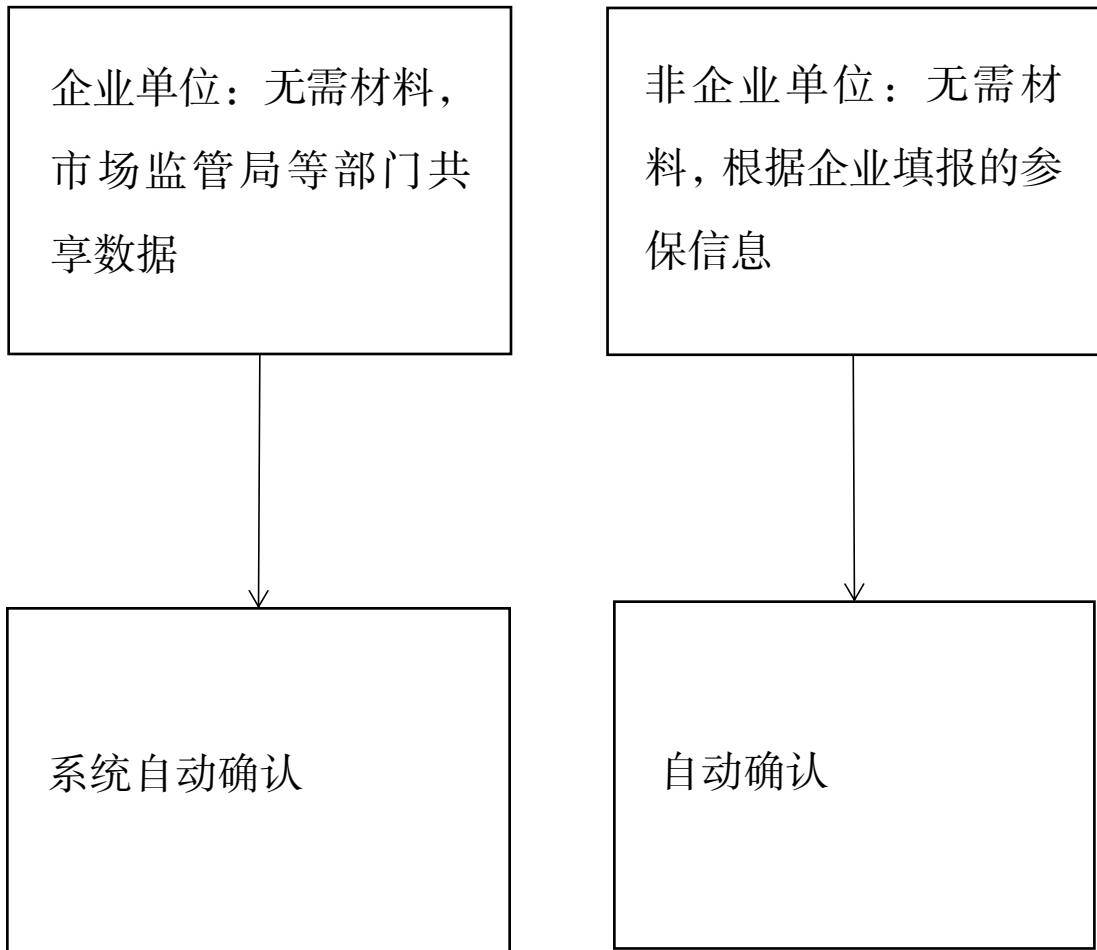 企业单位：无需材料，
市场监管局等部门共
享数据
非企业单位：无需材
料，根据企业填报的参
保信息
系统自动确认
自动确认